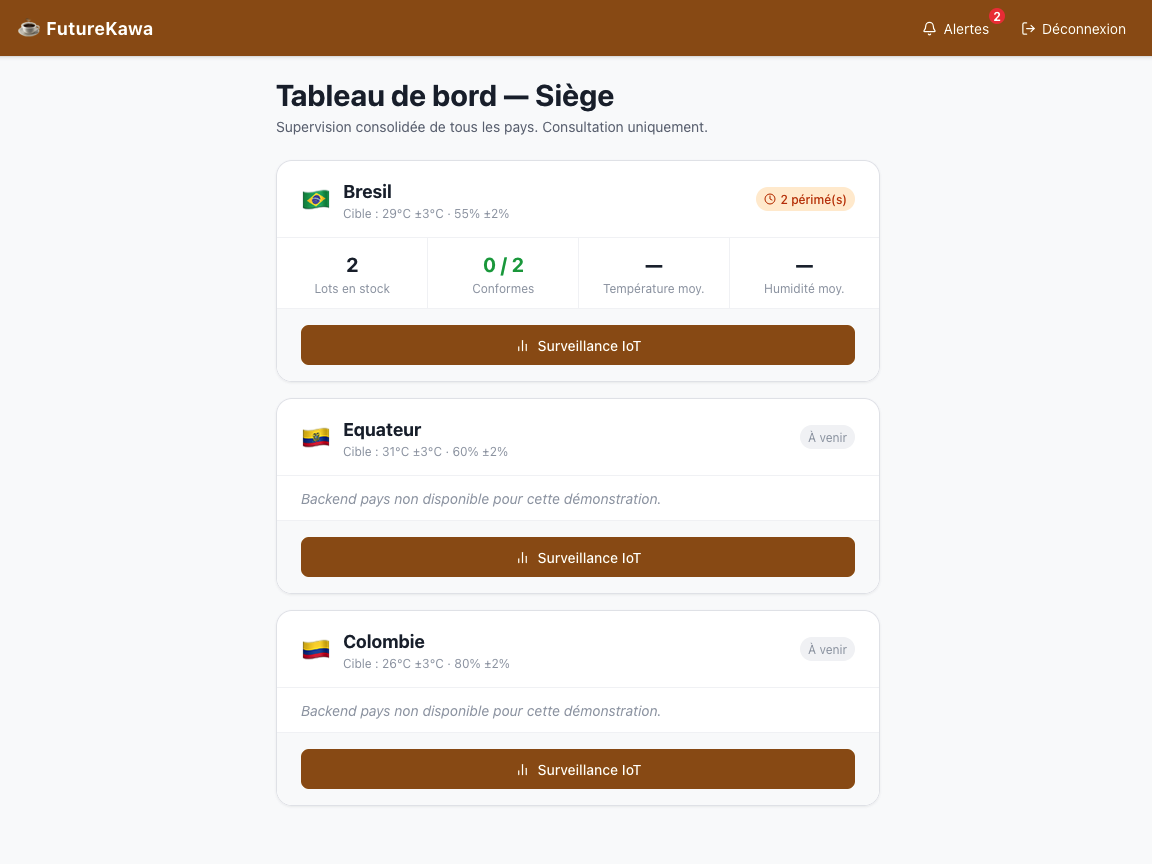 FutureKawa
Alertes
2
Déconnexion
Tableau de bord — Siège
Supervision consolidée de tous les pays. Consultation uniquement.
Bresil
Cible : 29°C ±3°C · 55% ±2%
2 périmé(s)
2
Lots en stock
0 / 2
Conformes
—
Température moy.
—
Humidité moy.
Surveillance IoT
Equateur
Cible : 31°C ±3°C · 60% ±2%
À venir
Backend pays non disponible pour cette démonstration.
Surveillance IoT
Colombie
Cible : 26°C ±3°C · 80% ±2%
À venir
Backend pays non disponible pour cette démonstration.
Surveillance IoT